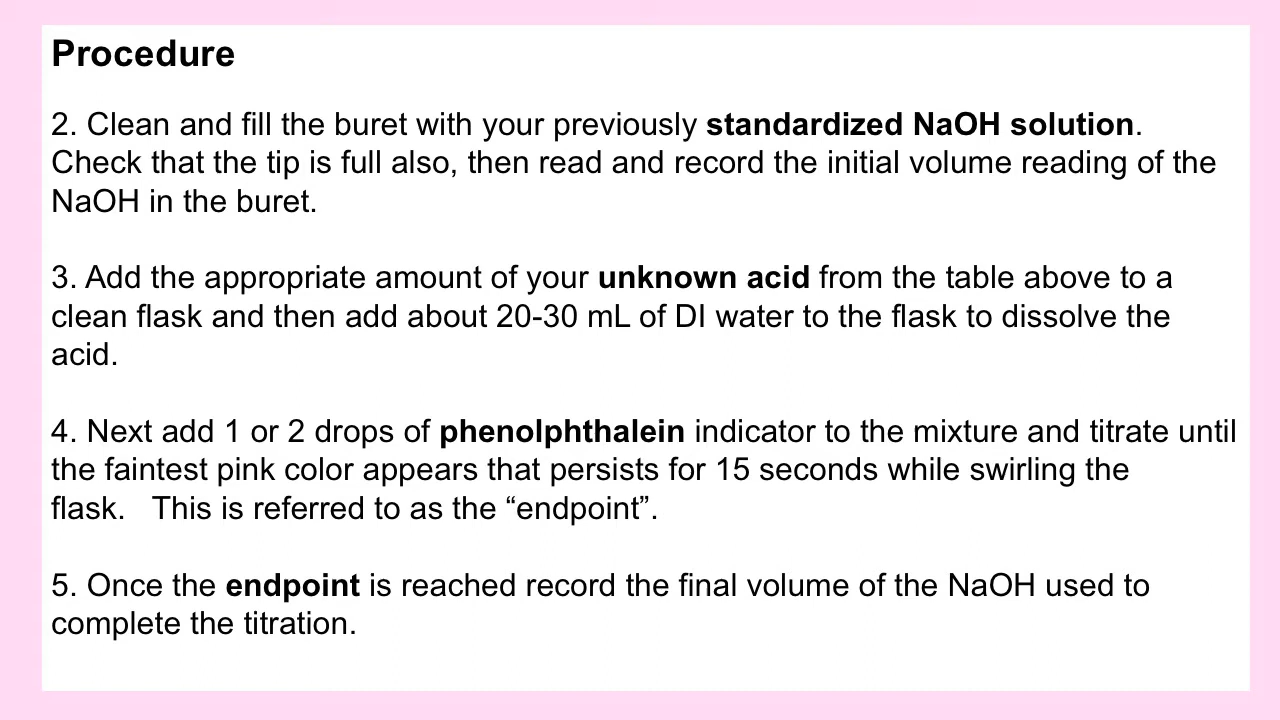 Procedure
2. Clean and fill the buret with your previously standardized NaOH solution.
Check that the tip is full also, then read and record the initial volume reading of the
NaOH in the buret.
3. Add the appropriate amount of your unknown acid from the table above to a
clean flask and then add about 20-30 mL of DI water to the flask to dissolve the
acid.
4. Next add 1 or 2 drops of phenolphthalein indicator to the mixture and titrate until
the faintest pink color appears that persists for 15 seconds while swirling the
flask.   This is referred to as the “endpoint”.
5. Once the endpoint is reached record the final volume of the NaOH used to
complete the titration.